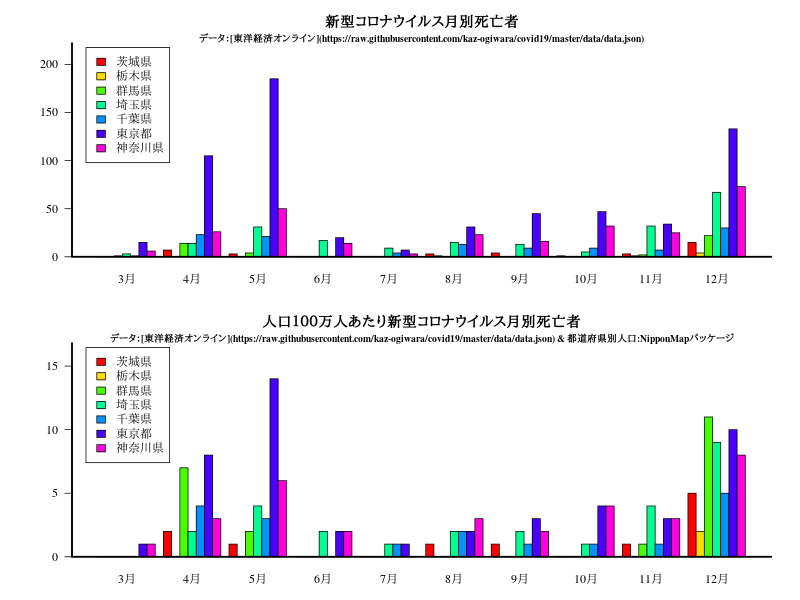 新型コロナウイルス月別死亡者
データ:[東洋経済オンライン](https://raw.githubusercontent.com/kaz-ogiwara/covid19/master/data/data.json)
200
150
100
50
0
茨城県
栃木県
群馬県
埼玉県
千葉県
東京都
神奈川県
3月 4月 5月 6月 7月 8月 9月 10月 11月 12月
人口100万人あたり新型コロナウイルス月別死亡者
データ:[東洋経済オンライン](https://raw.githubusercontent.com/kaz-ogiwara/covid19/master/data/data.json) & 都道府県別人口:NipponMapパッケージ
15
10
5
0
茨城県
栃木県
群馬県
埼玉県
千葉県
東京都
神奈川県
3月 4月 5月 6月 7月 8月 9月 10月 11月 12月